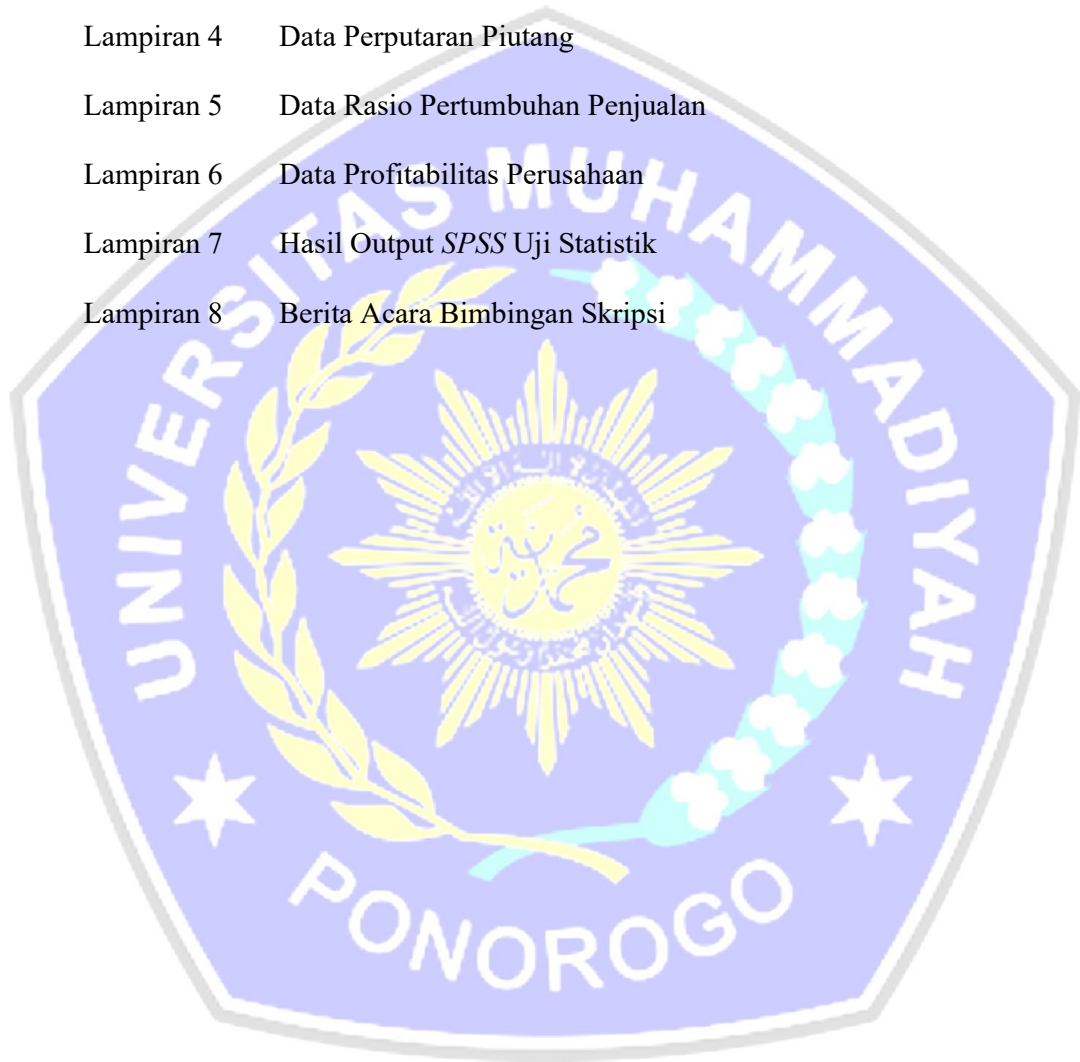 Lampiran 4 Data Perputaran Piutang
Lampiran 5 Data Rasio Pertumbuhan Penjualan
Lampiran 6 Data Profitabilitas Perusahaan
Lampiran 7 Hasil Output SPSS Uji Statistik
Lampiran 8 Berita Acara Bimbingan Skripsi
UNIVERSITAS MUHAMMADIYAH
PONOROGO